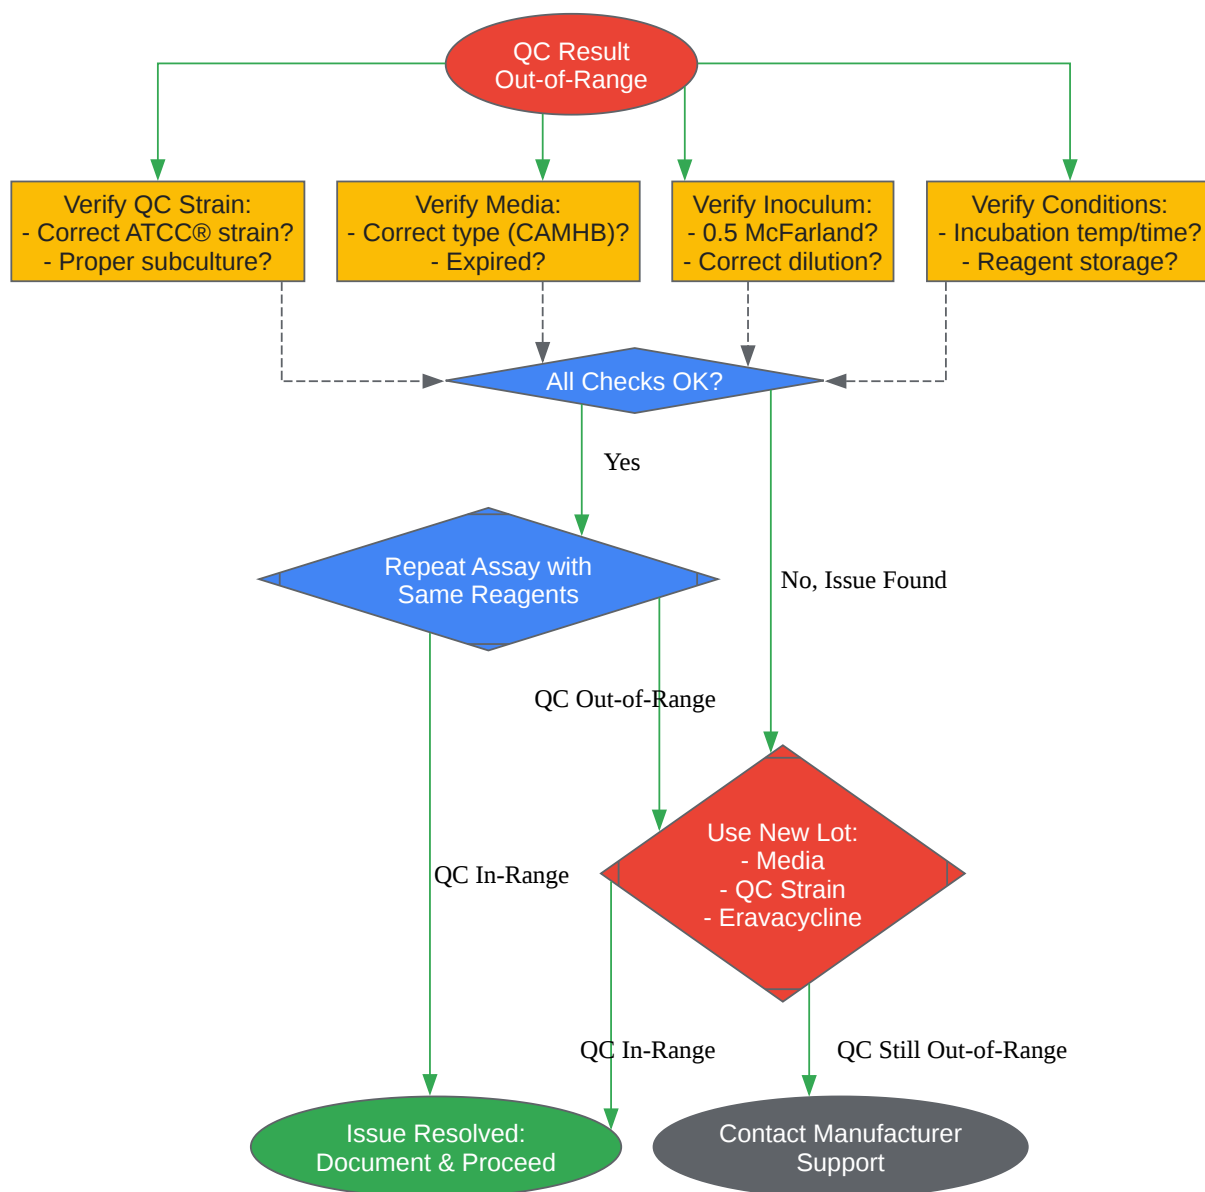 QC Result
Out-of-Range
Verify QC Strain:
- Correct ATCC® strain?
- Proper subculture?
Verify Media:
- Correct type (CAMHB)?
- Expired?
Verify Inoculum:
- 0.5 McFarland?
- Correct dilution?
Verify Conditions:
- Incubation temp/time?
- Reagent storage?
All Checks OK?
Yes
Repeat Assay with
Same Reagents
No, Issue Found
QC Out-of-Range
Use New Lot:
- Media
- QC Strain
- Eravacycline
QC In-Range
QC In-Range
QC Still Out-of-Range
Issue Resolved:
Document & Proceed
Contact Manufacturer
Support